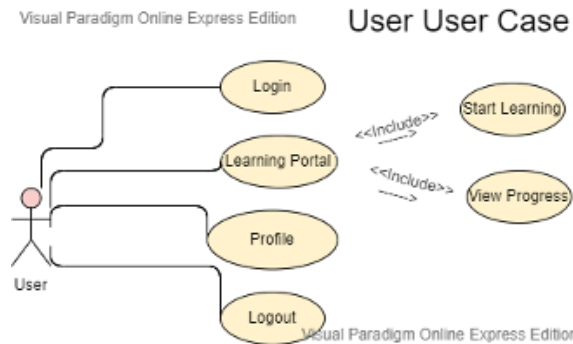 Visual Paradigm Online Express Edition
User User Case
Login
Start Learning
<<Include>>
Learning Portal
<<Include>>
View Progress
Profile
User
Logout
Visual Paradigm Online Express Edition